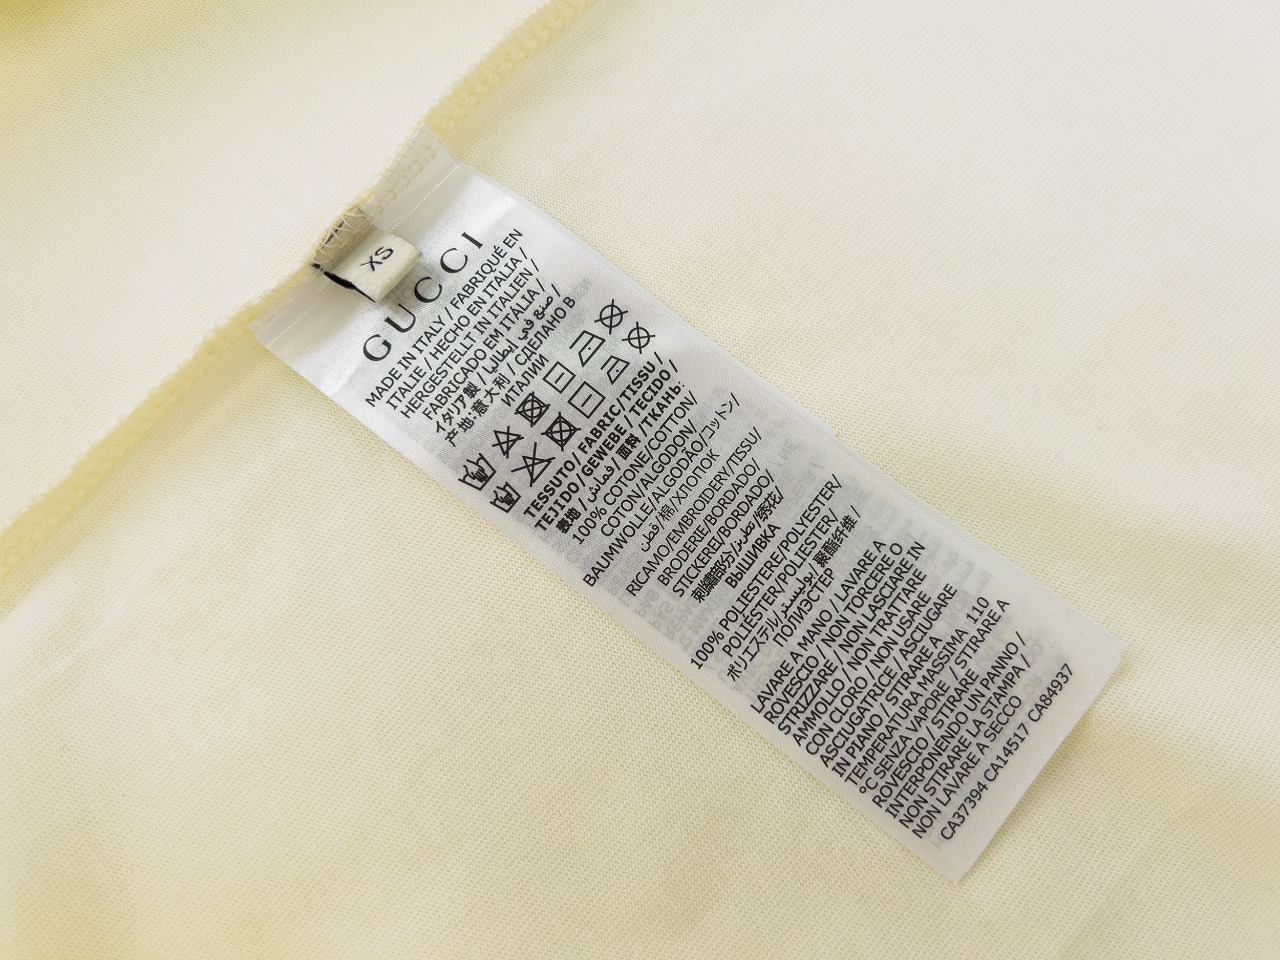 XS
GUCCI
MADE IN ITALY / FABRIQUÉ EN
ITALIE / HECHO EN ITALIA /
HERGESTELLT IN ITALIEN /
FABRICADO EM ITÁLIA /
イタリア製 / صنع في ايطاليا /
产地:意大利 / СДЕЛАНО В
ИТАЛИИ
TESSUTO/ FABRIC/TISSU/
TEJIDO/GEWEBE/TECIDO/
表地/ قماش/ 面料/ТКАНЬ:
100% COTONE/COTTON/
COTON/ALGODON/
BAUMWOLLE/ALGODAO/コットン/
قطن/棉/ХЛОПОК
RICAMO/EMBROIDERY/TISSU/
BRODERIE/BORDADO/
STICKEREI/BORDADO/
刺繍部分/تطريز/绣花/
ВЫШИВКА
100% POLIESTERE/POLYESTER/
POLIÉSTER/POLIESTER/
ポリエステル/بوليستر/聚酯纤维/
ПОЛИЭСТЕР
LAVARE A MANO / LAVARE A
ROVESCIO / NON TORCERE O
STRIZZARE / NON LASCIARE IN
AMMOLLO / NON TRATTARE
CON CLORO / NON USARE
ASCIUGATRICE / ASCIUGARE
IN PIANO / STIRARE A
TEMPERATURA MASSIMA 110
°C SENZA VAPORE / STIRARE A
ROVESCIO / STIRARE
INTERPONENDO UN PANNO /
NON STIRARE LA STAMPA /
NON LAVARE A SECCO
CA37394 CA14517 CA84937